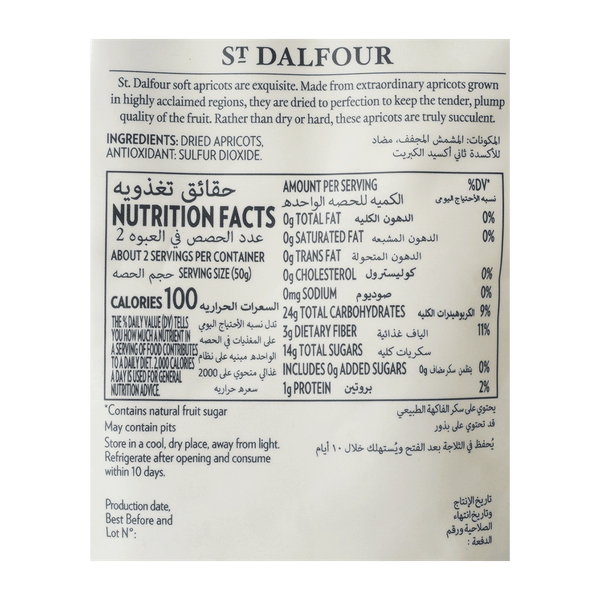 ST DALFOUR
St. Dalfour soft apricots are exquisite. Made from extraordinary apricots grown
in highly acclaimed regions, they are dried to perfection to keep the tender, plump
quality of the fruit. Rather than dry or hard, these apricots are truly succulent.
INGREDIENTS: DRIED APRICOTS,
ANTIOXIDANT: SULFUR DIOXIDE.
المكونات: المشمش المجفف، مضاد
للأكسدة ثاني أكسيد الكبريت
حقائق تغذويه
NUTRITION FACTS
عدد الحصص في العبوه 2
ABOUT 2 SERVINGS PER CONTAINER
SERVING SIZE (50g) حجم الحصه
CALORIES 100 السعرات الحراريه
THE % DAILY VALUE (DV) TELLS
YOU HOW MUCH A NUTRIENT IN
A SERVING OF FOOD CONTRIBUTES
TO A DAILY DIET. 2,000 CALORIES
A DAY IS USED FOR GENERAL
NUTRITION ADVICE.
تدل نسبه الأحتياج اليومي
على المغذيات في الحصه
الواحدهه مبنيه على نظام
غذائي متحوي على 2000
سعره حراريه
AMOUNT PER SERVING %DV*
الكميه للحصه الواحدهه نسبه الأحتياج اليومى
0g TOTAL FAT الدهون الكليه 0%
0g SATURATED FAT الدهون المشبعه 0%
0g TRANS FAT الدهون المتحولة
0g CHOLESTEROL كوليسترول 0%
0mg SODIUM صوديوم 0%
24g TOTAL CARBOHYDRATES الكربوهيدرات الكليه 9%
3g DIETARY FIBER الياف غذائية 11%
14g TOTAL SUGARS سكريات كليه
INCLUDES 0g ADDED SUGARS يتظمن سكر مضاف 0g 0%
1g PROTEIN بروتين 2%
*Contains natural fruit sugar
May contain pits
Store in a cool, dry place, away from light.
Refrigerate after opening and consume
within 10 days.
يحتوي على سكر الفاكهة الطبيعي
قد تحتوي على بذور
يُحفظ في الثلاجة بعد الفتح ويُستهلك خلال ١٠ أيام
Production date,
Best Before and
Lot N°:
تاريخ الإنتاج
وتاريخ انتهاء
الصلاحية ورقم
الدفعة :